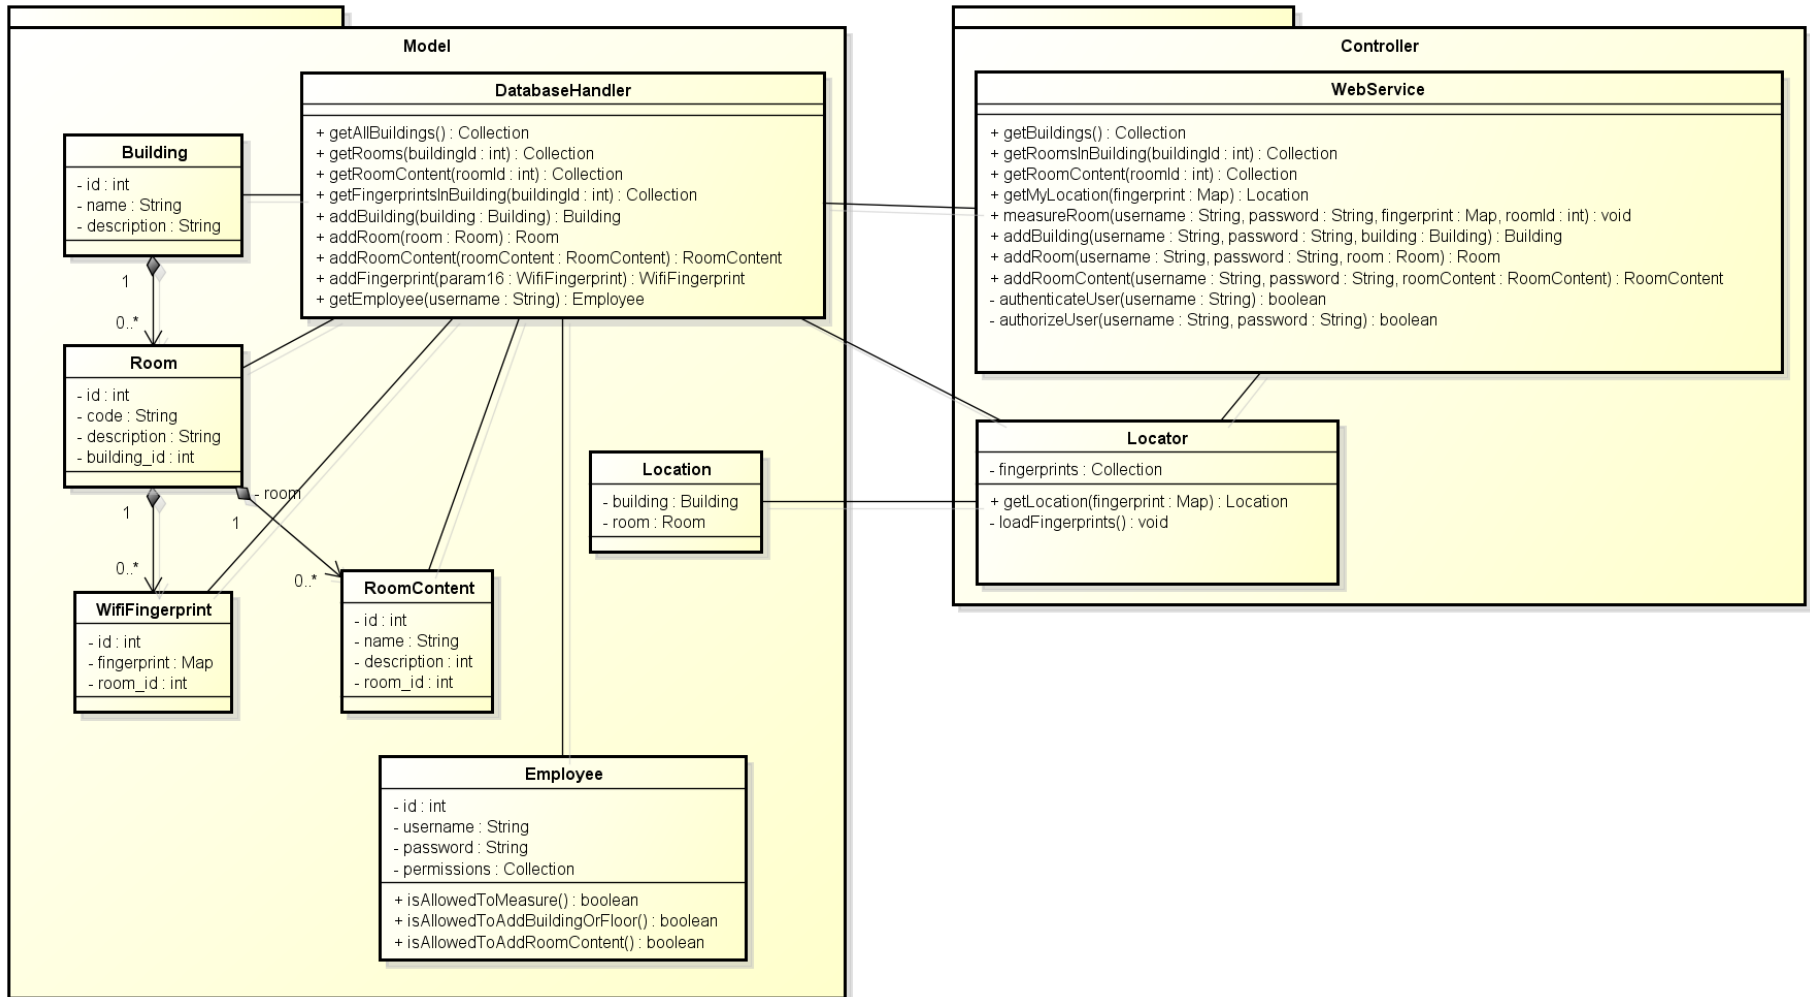 Model
DatabaseHandler
+ getAllBuildings() : Collection
+ getRooms(buildingId : int) : Collection
+ getRoomContent(roomId : int) : Collection
+ getFingerprintsInBuilding(buildingId : int) : Collection
+ addBuilding(building : Building) : Building
+ addRoom(room : Room) : Room
+ addRoomContent(roomContent : RoomContent) : RoomContent
+ addFingerprint(param16 : WifiFingerprint) : WifiFingerprint
+ getEmployee(username : String) : Employee
Building
- id : int
- name : String
- description : String
1
0..*
Room
- id : int
- code : String
- description : String
- building_id : int
- room
1
1
0..*
0..*
WifiFingerprint
- id : int
- fingerprint : Map
- room_id : int
RoomContent
- id : int
- name : String
- description : int
- room_id : int
Location
- building : Building
- room : Room
Employee
- id : int
- username : String
- password : String
- permissions : Collection
+ isAllowedToMeasure() : boolean
+ isAllowedToAddBuildingOrFloor() : boolean
+ isAllowedToAddRoomContent() : boolean
Controller
WebService
+ getBuildings() : Collection
+ getRoomsInBuilding(buildingId : int) : Collection
+ getRoomContent(roomId : int) : Collection
+ getMyLocation(fingerprint : Map) : Location
+ measureRoom(username : String, password : String, fingerprint : Map, roomId : int) : void
+ addBuilding(username : String, password : String, building : Building) : Building
+ addRoom(username : String, password : String, room : Room) : Room
+ addRoomContent(username : String, password : String, roomContent : RoomContent) : RoomContent
- authenticateUser(username : String) : boolean
- authorizeUser(username : String, password : String) : boolean
Locator
- fingerprints : Collection
+ getLocation(fingerprint : Map) : Location
- loadFingerprints() : void